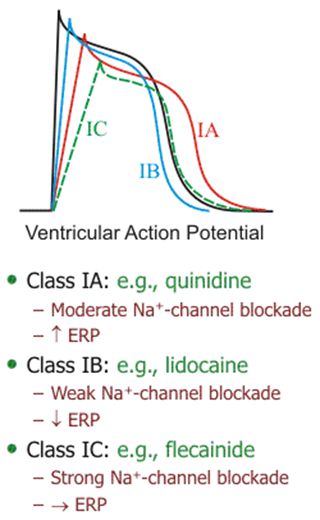 IC
IA
IB
Ventricular Action Potential
• Class IA: e.g., quinidine
– Moderate Na⁺-channel blockade
– ↑ ERP
• Class IB: e.g., lidocaine
– Weak Na⁺-channel blockade
– ↓ ERP
• Class IC: e.g., flecainide
– Strong Na⁺-channel blockade
– → ERP